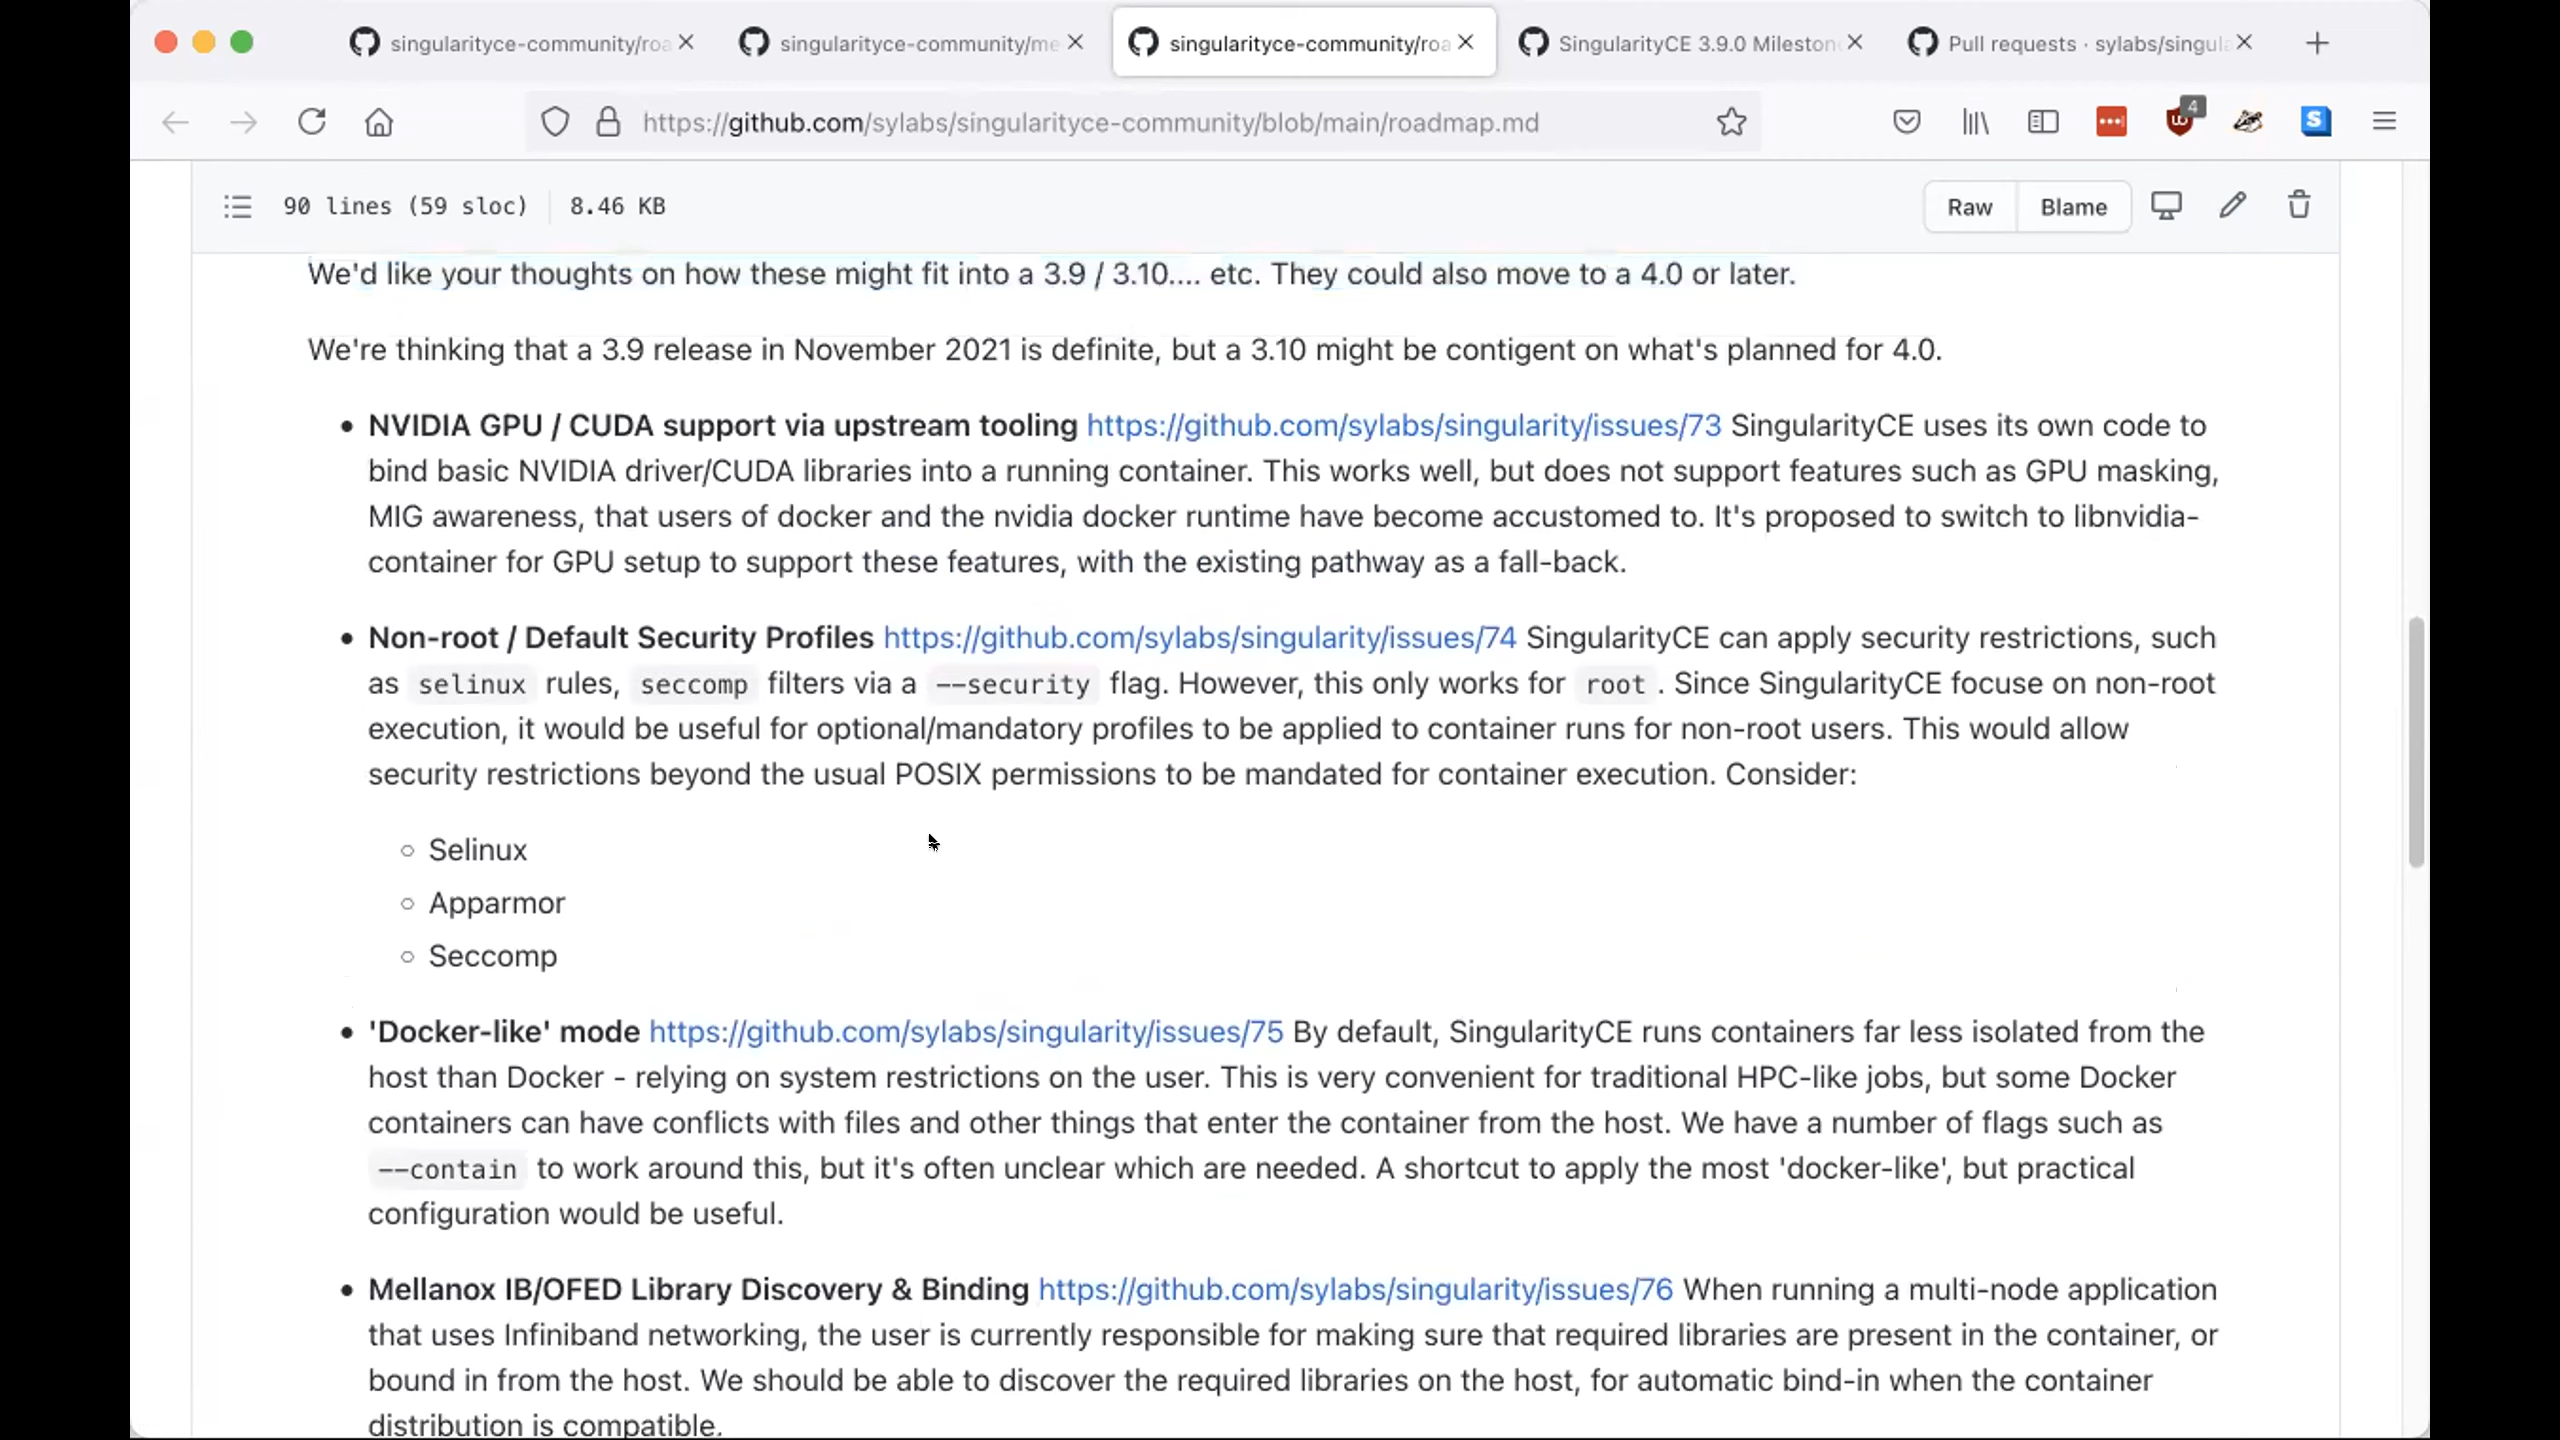 singularityce-community/roa
singularityce-community/me
singularityce-community/roa
SingularityCE 3.9.0 Mileston
Pull requests · sylabs/singula
https://github.com/sylabs/singularityce-community/blob/main/roadmap.md
4
S
90 lines (59 sloc)
8.46 KB
Raw
Blame
We'd like your thoughts on how these might fit into a 3.9 / 3.10.... etc. They could also move to a 4.0 or later.
We're thinking that a 3.9 release in November 2021 is definite, but a 3.10 might be contigent on what's planned for 4.0.
• NVIDIA GPU / CUDA support via upstream tooling https://github.com/sylabs/singularity/issues/73 SingularityCE uses its own code to
bind basic NVIDIA driver/CUDA libraries into a running container. This works well, but does not support features such as GPU masking,
MIG awareness, that users of docker and the nvidia docker runtime have become accustomed to. It's proposed to switch to libnvidia-
container for GPU setup to support these features, with the existing pathway as a fall-back.
• Non-root / Default Security Profiles https://github.com/sylabs/singularity/issues/74 SingularityCE can apply security restrictions, such
as selinux rules, seccomp filters via a --security flag. However, this only works for root . Since SingularityCE focuse on non-root
execution, it would be useful for optional/mandatory profiles to be applied to container runs for non-root users. This would allow
security restrictions beyond the usual POSIX permissions to be mandated for container execution. Consider:
○ Selinux
○ Apparmor
○ Seccomp
• 'Docker-like' mode https://github.com/sylabs/singularity/issues/75 By default, SingularityCE runs containers far less isolated from the
host than Docker - relying on system restrictions on the user. This is very convenient for traditional HPC-like jobs, but some Docker
containers can have conflicts with files and other things that enter the container from the host. We have a number of flags such as
--contain to work around this, but it's often unclear which are needed. A shortcut to apply the most 'docker-like', but practical
configuration would be useful.
• Mellanox IB/OFED Library Discovery & Binding https://github.com/sylabs/singularity/issues/76 When running a multi-node application
that uses Infiniband networking, the user is currently responsible for making sure that required libraries are present in the container, or
bound in from the host. We should be able to discover the required libraries on the host, for automatic bind-in when the container
distribution is compatible.